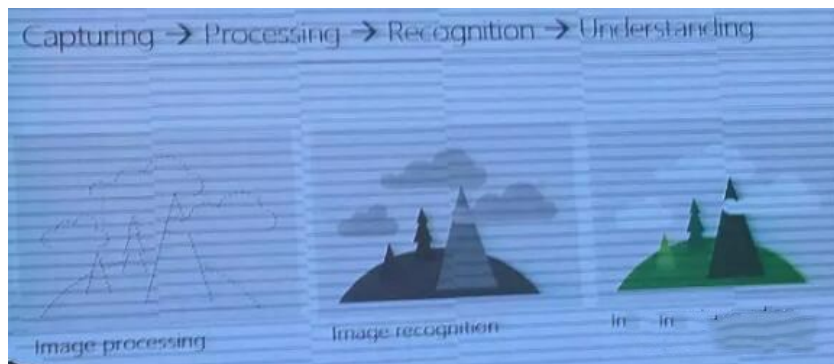 Capturing → Processing → Recognition → Understanding
Image processing
Image recognition